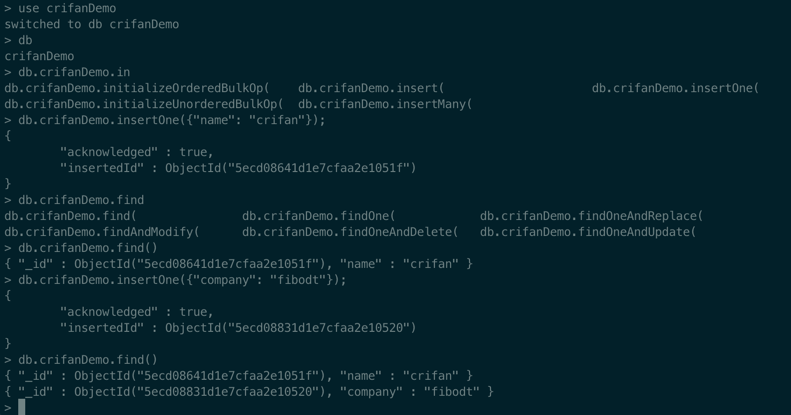 > use crifanDemo
switched to db crifanDemo
> db
crifanDemo
> db.crifanDemo.in
db.crifanDemo.initializeOrderedBulkOp(    db.crifanDemo.insert(                     db.crifanDemo.insertOne(
db.crifanDemo.initializeUnorderedBulkOp(  db.crifanDemo.insertMany(
> db.crifanDemo.insertOne({"name": "crifan"});
{
        "acknowledged" : true,
        "insertedId" : ObjectId("5ecd08641d1e7cfaa2e1051f")
}
> db.crifanDemo.find
db.crifanDemo.find(               db.crifanDemo.findOne(            db.crifanDemo.findOneAndReplace(
db.crifanDemo.findAndModify(      db.crifanDemo.findOneAndDelete(   db.crifanDemo.findOneAndUpdate(
> db.crifanDemo.find()
{ "_id" : ObjectId("5ecd08641d1e7cfaa2e1051f"), "name" : "crifan" }
> db.crifanDemo.insertOne({"company": "fibodt"});
{
        "acknowledged" : true,
        "insertedId" : ObjectId("5ecd08831d1e7cfaa2e10520")
}
> db.crifanDemo.find()
{ "_id" : ObjectId("5ecd08641d1e7cfaa2e1051f"), "name" : "crifan" }
{ "_id" : ObjectId("5ecd08831d1e7cfaa2e10520"), "company" : "fibodt" }
>